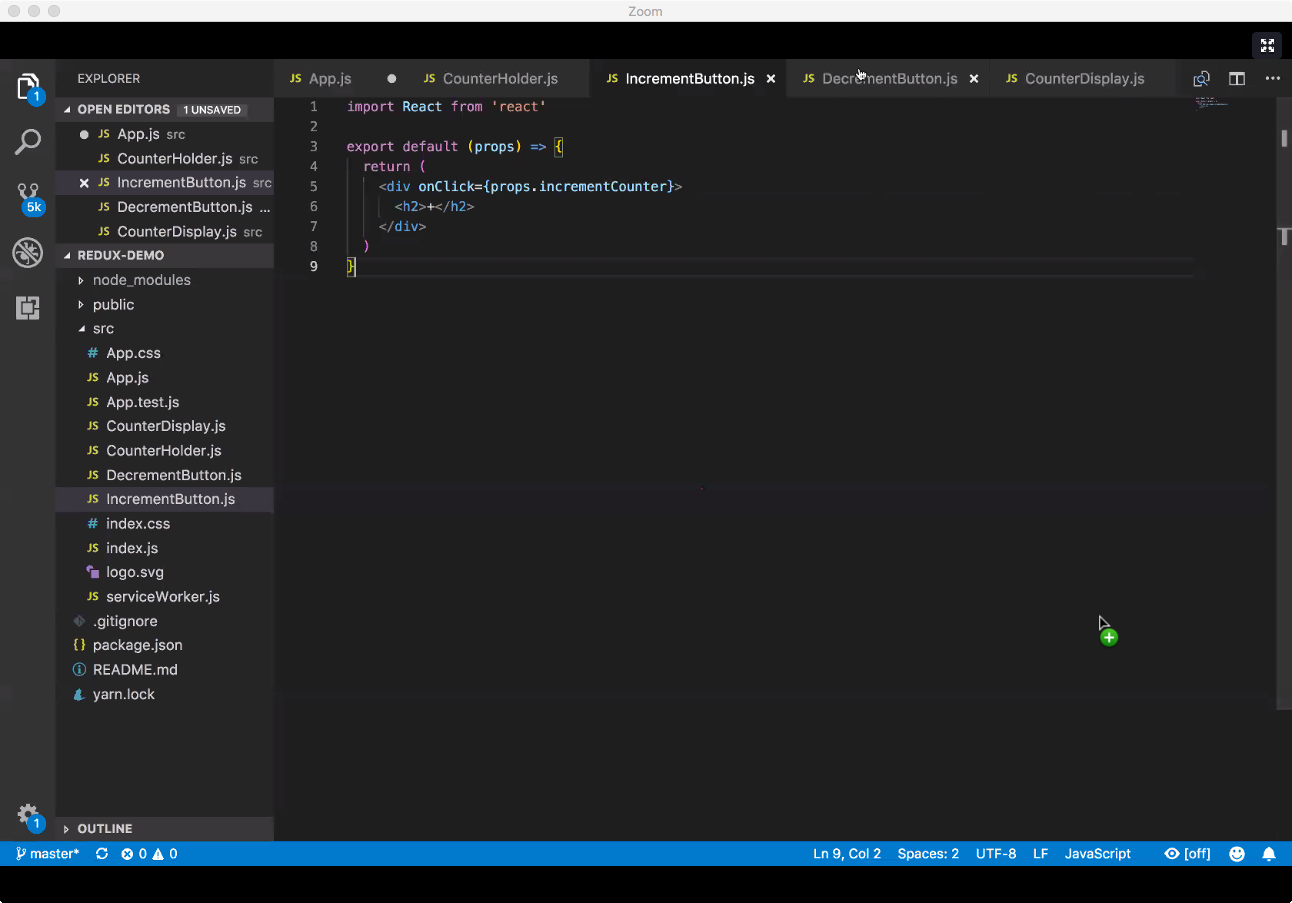 Zoom
EXPLORER
OPEN EDITORS 1 UNSAVED
JS App.js src
JS CounterHolder.js src
JS IncrementButton.js src
JS DecrementButton.js ...
JS CounterDisplay.js src
REDUX-DEMO
node_modules
public
src
# App.css
JS App.js
JS App.test.js
JS CounterDisplay.js
JS CounterHolder.js
JS DecrementButton.js
JS IncrementButton.js
# index.css
JS index.js
logo.svg
JS serviceWorker.js
.gitignore
{} package.json
README.md
yarn.lock
OUTLINE
1
5k
1
JS App.js JS CounterHolder.js JS IncrementButton.js JS DecrementButton.js JS CounterDisplay.js
1 import React from 'react'
2
3 export default (props) => {
4 return (
5 <div onClick={props.incrementCounter}>
6 <h2>+</h2>
7 </div>
8 )
9 }
master* 0 0 Ln 9, Col 2 Spaces: 2 UTF-8 LF JavaScript [off]